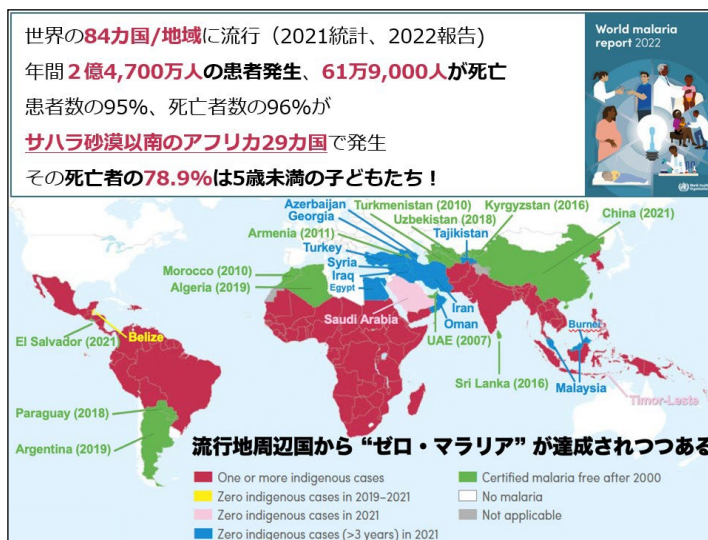 世界の84カ国/地域に流行（2021統計、2022報告)
年間２億4,700万人の患者発生、61万9,000人が死亡
患者数の95%、死亡者数の96%が
サハラ砂漠以南のアフリカ29カ国で発生
その死亡者の78.9%は5歳未満の子どもたち！
World malaria
report 2022
World Health
Organization
Azerbaijan
Turkmenistan (2010)
Kyrgyzstan (2016)
Georgia
Uzbekistan (2018)
China (2021)
Armenia (2011)
Tajikistan
Turkey
Syria
Morocco (2010)
Iraq
Algeria (2019)
Egypt
Iran
Saudi Arabia
Oman
El Salvador (2021)
Belize
UAE (2007)
Burnei
Sri Lanka (2016)
Malaysia
Timor-Leste
Paraguay (2018)
Argentina (2019)
流行地周辺国から “ゼロ・マラリア” が達成されつつある
One or more indigenous cases
Certified malaria free after 2000
Zero indigenous cases in 2019–2021
No malaria
Zero indigenous cases in 2021
Not applicable
Zero indigenous cases (>3 years) in 2021